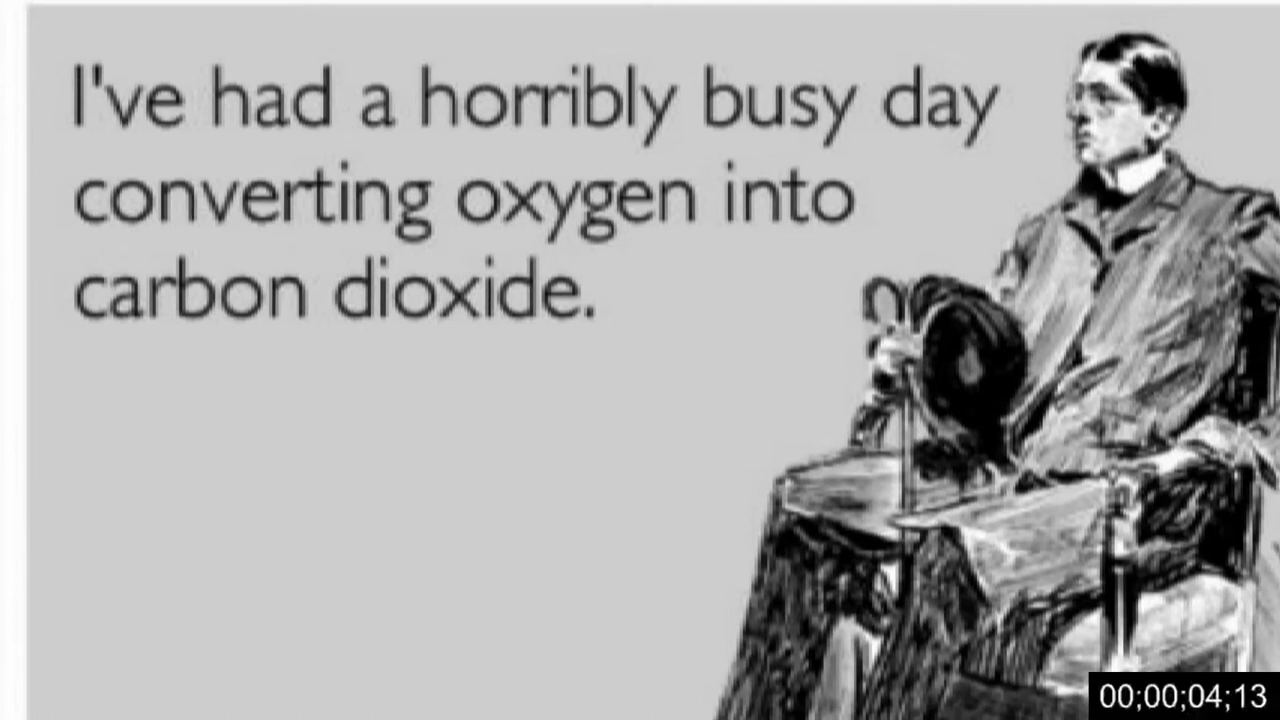 I've had a horribly busy day
converting oxygen into
carbon dioxide.
00;00;04;13